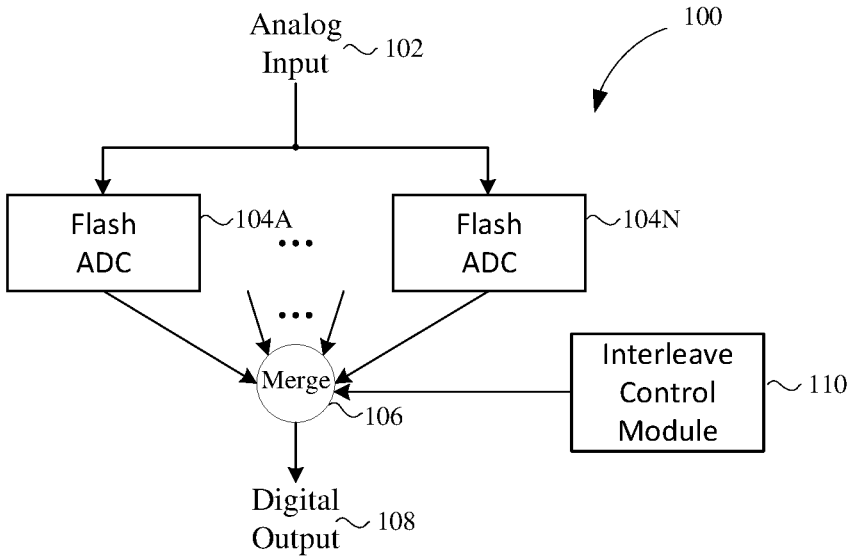 Analog
Input
102
100
Flash
ADC
104A
Flash
ADC
104N
Merge
106
Interleave
Control
Module
110
Digital
Output
108